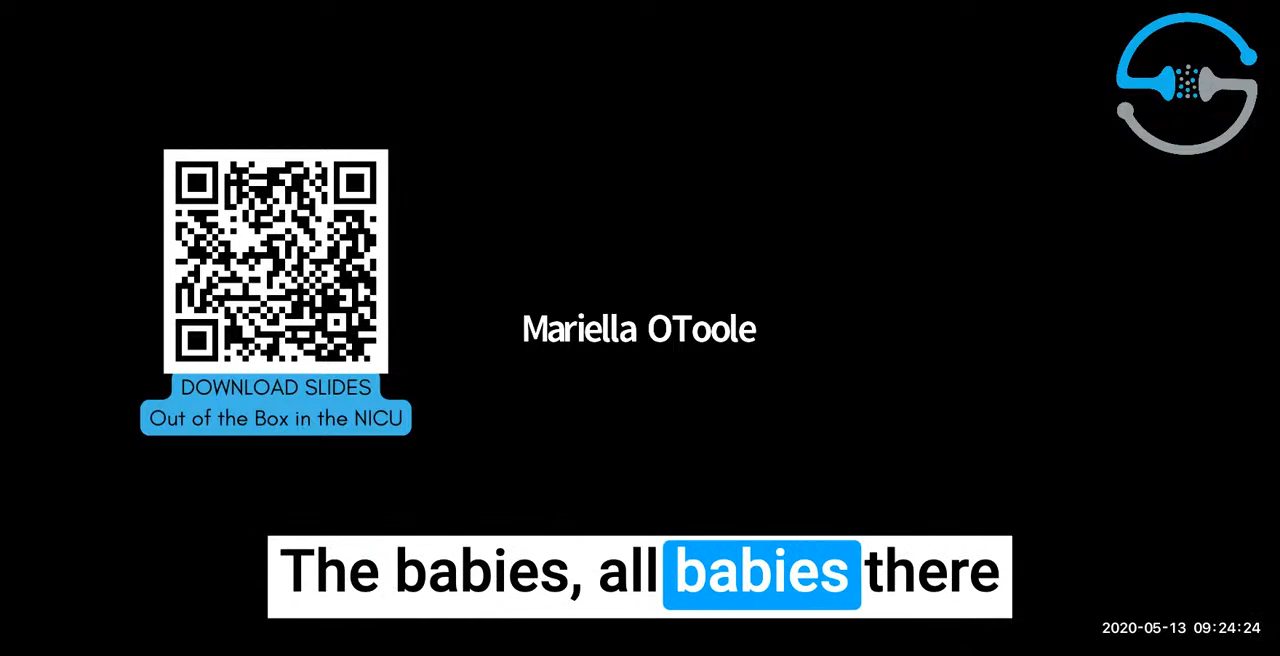 Mariella OToole
DOWNLOAD SLIDES
Out of the Box in the NICU
The babies, all babies there
2020-05-13 09:24:24